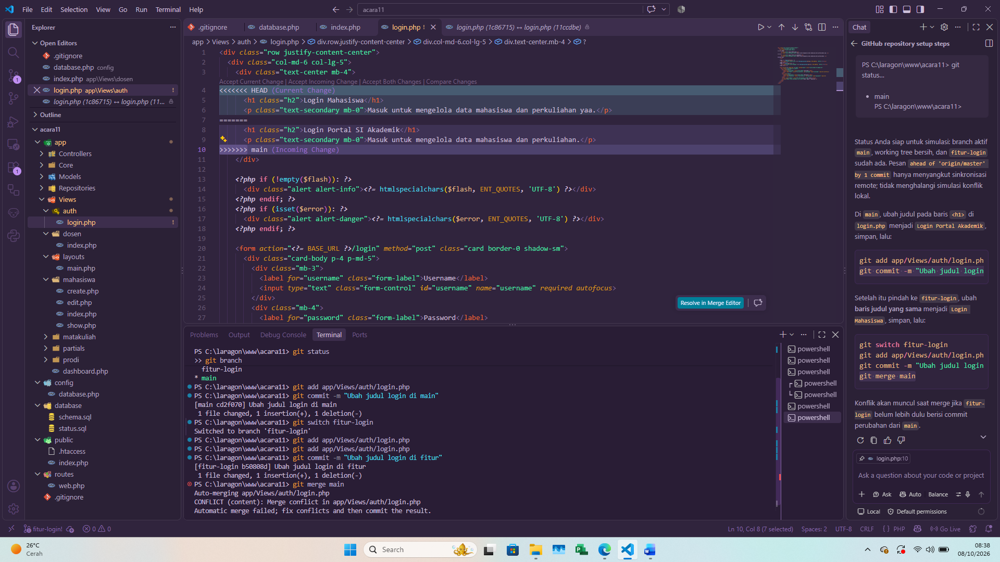 File Edit Selection View Go Run Terminal Help
acara11
Explorer
Open Editors
.gitignore
database.php config
index.php app\Views\dosen
login.php app\Views\auth !
login.php (1c86715) ↔ login.php (11...
Outline
acara11
app
Controllers
Core
Models
Repositories
Views
auth
login.php !
dosen
index.php
layouts
main.php
mahasiswa
create.php
edit.php
index.php
show.php
matakuliah
partials
prodi
dashboard.php
config
database.php
database
schema.sql
status.sql
public
.htaccess
index.php
routes
web.php
.gitignore
1
1
.gitignore database.php index.php login.php ! login.php (1c86715) ↔ login.php (11ccdbe)
app > Views > auth > login.php > div.row.justify-content-center > div.col-md-6.col-lg-5 > div.text-center.mb-4 > ?
1 <div class="row justify-content-center">
2 <div class="col-md-6 col-lg-5">
3 <div class="text-center mb-4">
Accept Current Change | Accept Incoming Change | Accept Both Changes | Compare Changes
4 <<<<<<< HEAD (Current Change)
5 <h1 class="h2">Login Mahasiswa</h1>
6 <p class="text-secondary mb-0">Masuk untuk mengelola data mahasiswa dan perkuliahan yaa.</p>
7 =======
8 <h1 class="h2">Login Portal SI Akademik</h1>
9 <p class="text-secondary mb-0">Masuk untuk mengelola data mahasiswa dan perkuliahan.</p>
10 >>>>>>> main (Incoming Change)
11 </div>
12
13 <?php if (!empty($flash)): ?>
14 <div class="alert alert-info"><?= htmlspecialchars($flash, ENT_QUOTES, 'UTF-8') ?></div>
15 <?php endif; ?>
16 <?php if (isset($error)): ?>
17 <div class="alert alert-danger"><?= htmlspecialchars($error, ENT_QUOTES, 'UTF-8') ?></div>
18 <?php endif; ?>
19
20 <form action="<?= BASE_URL ?>/login" method="post" class="card border-0 shadow-sm">
21 <div class="card-body p-4 p-md-5">
22 <div class="mb-3">
23 <label for="username" class="form-label">Username</label>
24 <input type="text" class="form-control" id="username" name="username" required autofocus>
25 </div>
26 <div class="mb-4">
27 <label for="password" class="form-label">Password</label>
Resolve in Merge Editor
Problems Output Debug Console Terminal Ports
PS C:\laragon\www\acara11> git status
>> git branch
fitur-login
* main
PS C:\laragon\www\acara11> git add app/Views/auth/login.php
PS C:\laragon\www\acara11> git commit -m "Ubah judul login di main"
[main cd2f070] Ubah judul login di main
1 file changed, 1 insertion(+), 1 deletion(-)
PS C:\laragon\www\acara11> git switch fitur-login
Switched to branch 'fitur-login'
PS C:\laragon\www\acara11> git add app/Views/auth/login.php
PS C:\laragon\www\acara11> git add app/Views/auth/login.php
PS C:\laragon\www\acara11> git commit -m "Ubah judul login di fitur"
[fitur-login b50808d] Ubah judul login di fitur
1 file changed, 1 insertion(+), 1 deletion(-)
PS C:\laragon\www\acara11> git merge main
Auto-merging app/Views/auth/login.php
CONFLICT (content): Merge conflict in app/Views/auth/login.php
Automatic merge failed; fix conflicts and then commit the result.
powershell
powershell
powershell
powershell
powershell
powershell
powershell
Chat
GitHub repository setup steps
PS C:\laragon\www\acara11> git
status...
• main
PS C:\laragon\www\acara11>
Status Anda siap untuk simulasi: branch aktif
main, working tree bersih, dan fitur-login
sudah ada. Pesan ahead of 'origin/master'
by 1 commit hanya menyangkut sinkronisasi
remote; tidak menghalangi simulasi konflik
lokal.
Di main, ubah judul pada baris <h1> di
login.php menjadi Login Portal Akademik,
simpan, lalu:
git add app/Views/auth/login.ph
git commit -m "Ubah judul login
Setelah itu pindah ke fitur-login, ubah
baris judul yang sama menjadi Login
Mahasiswa, simpan, lalu:
git switch fitur-login
git add app/Views/auth/login.ph
git commit -m "Ubah judul login
git merge main
Konflik akan muncul saat merge jika fitur-
login belum lebih dulu berisi commit
perubahan dari main.
login.php:10
Ask a question about your code or project
Ask Auto Balance
Local Default permissions
fitur-login! 0 0
Ln 10, Col 8 (7 selected) Spaces: 2 UTF-8 CRLF { } PHP Go Live
26°C
Cerah
Search
08:38
08/10/2026